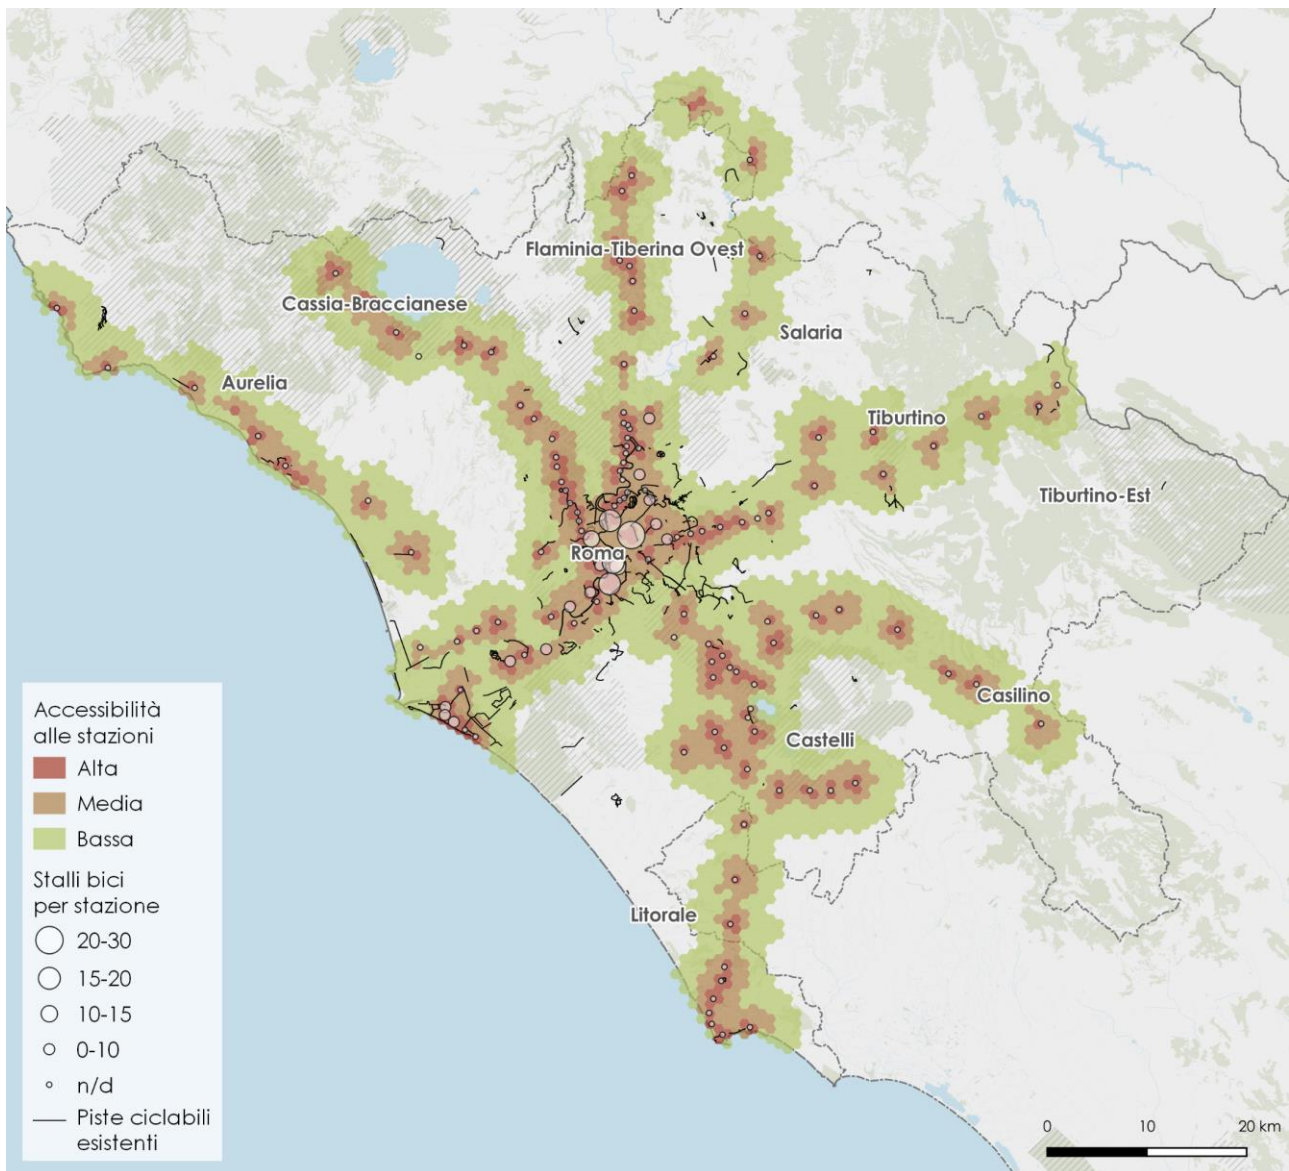 Flaminia-Tiberina Ovest
Cassia-Braccianese
Salaria
Aurelia
Tiburtino
Tiburtino-Est
Roma
Casilino
Castelli
Litorale
Accessibilità
alle stazioni
Alta
Media
Bassa
Stalli bici
per stazione
20-30
15-20
10-15
0-10
n/d
Piste ciclabili
esistenti
0 10 20 km